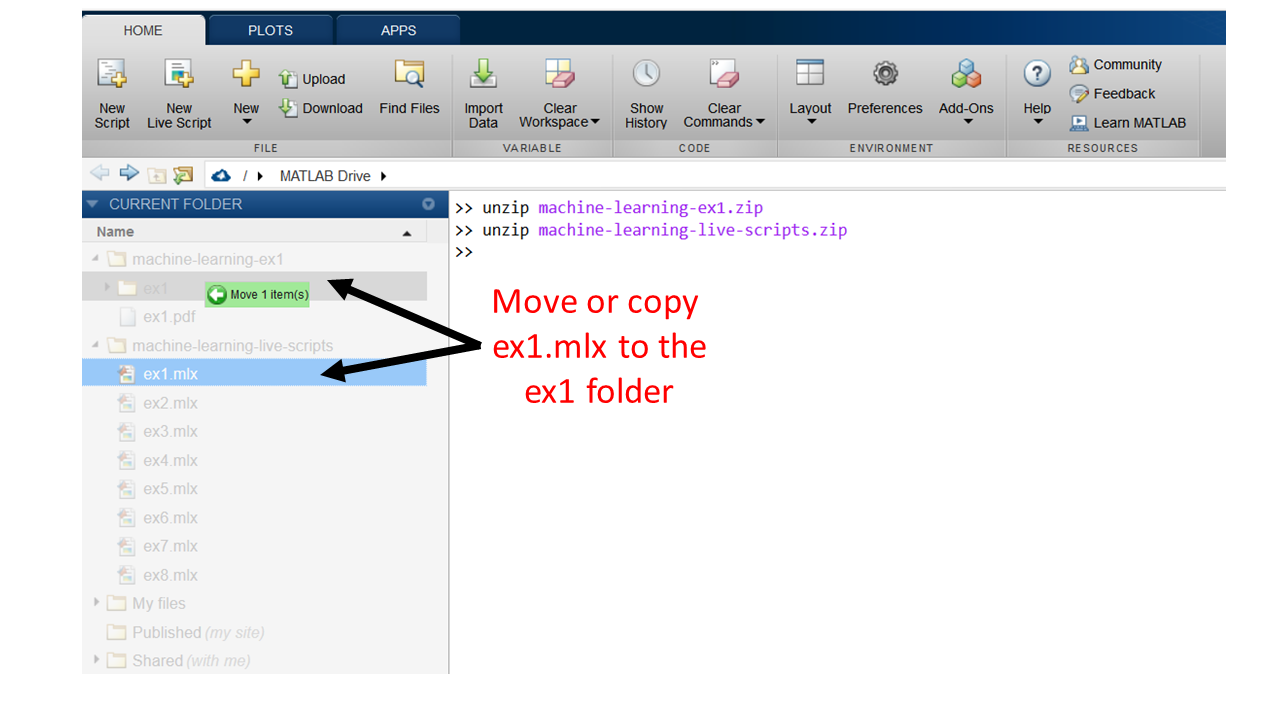 HOME PLOTS APPS
New Script
New Live Script
New
Upload
Download
Find Files
Import Data
Clear Workspace
Show History
Clear Commands
Layout
Preferences
Add-Ons
Help
Community
Feedback
Learn MATLAB
FILE VARIABLE CODE ENVIRONMENT RESOURCES
/ MATLAB Drive
CURRENT FOLDER
Name
machine-learning-ex1
ex1
Move 1 item(s)
ex1.pdf
machine-learning-live-scripts
ex1.mlx
ex2.mlx
ex3.mlx
ex4.mlx
ex5.mlx
ex6.mlx
ex7.mlx
ex8.mlx
My files
Published (my site)
Shared (with me)
>> unzip machine-learning-ex1.zip
>> unzip machine-learning-live-scripts.zip
>>
Move or copy
ex1.mlx to the
ex1 folder